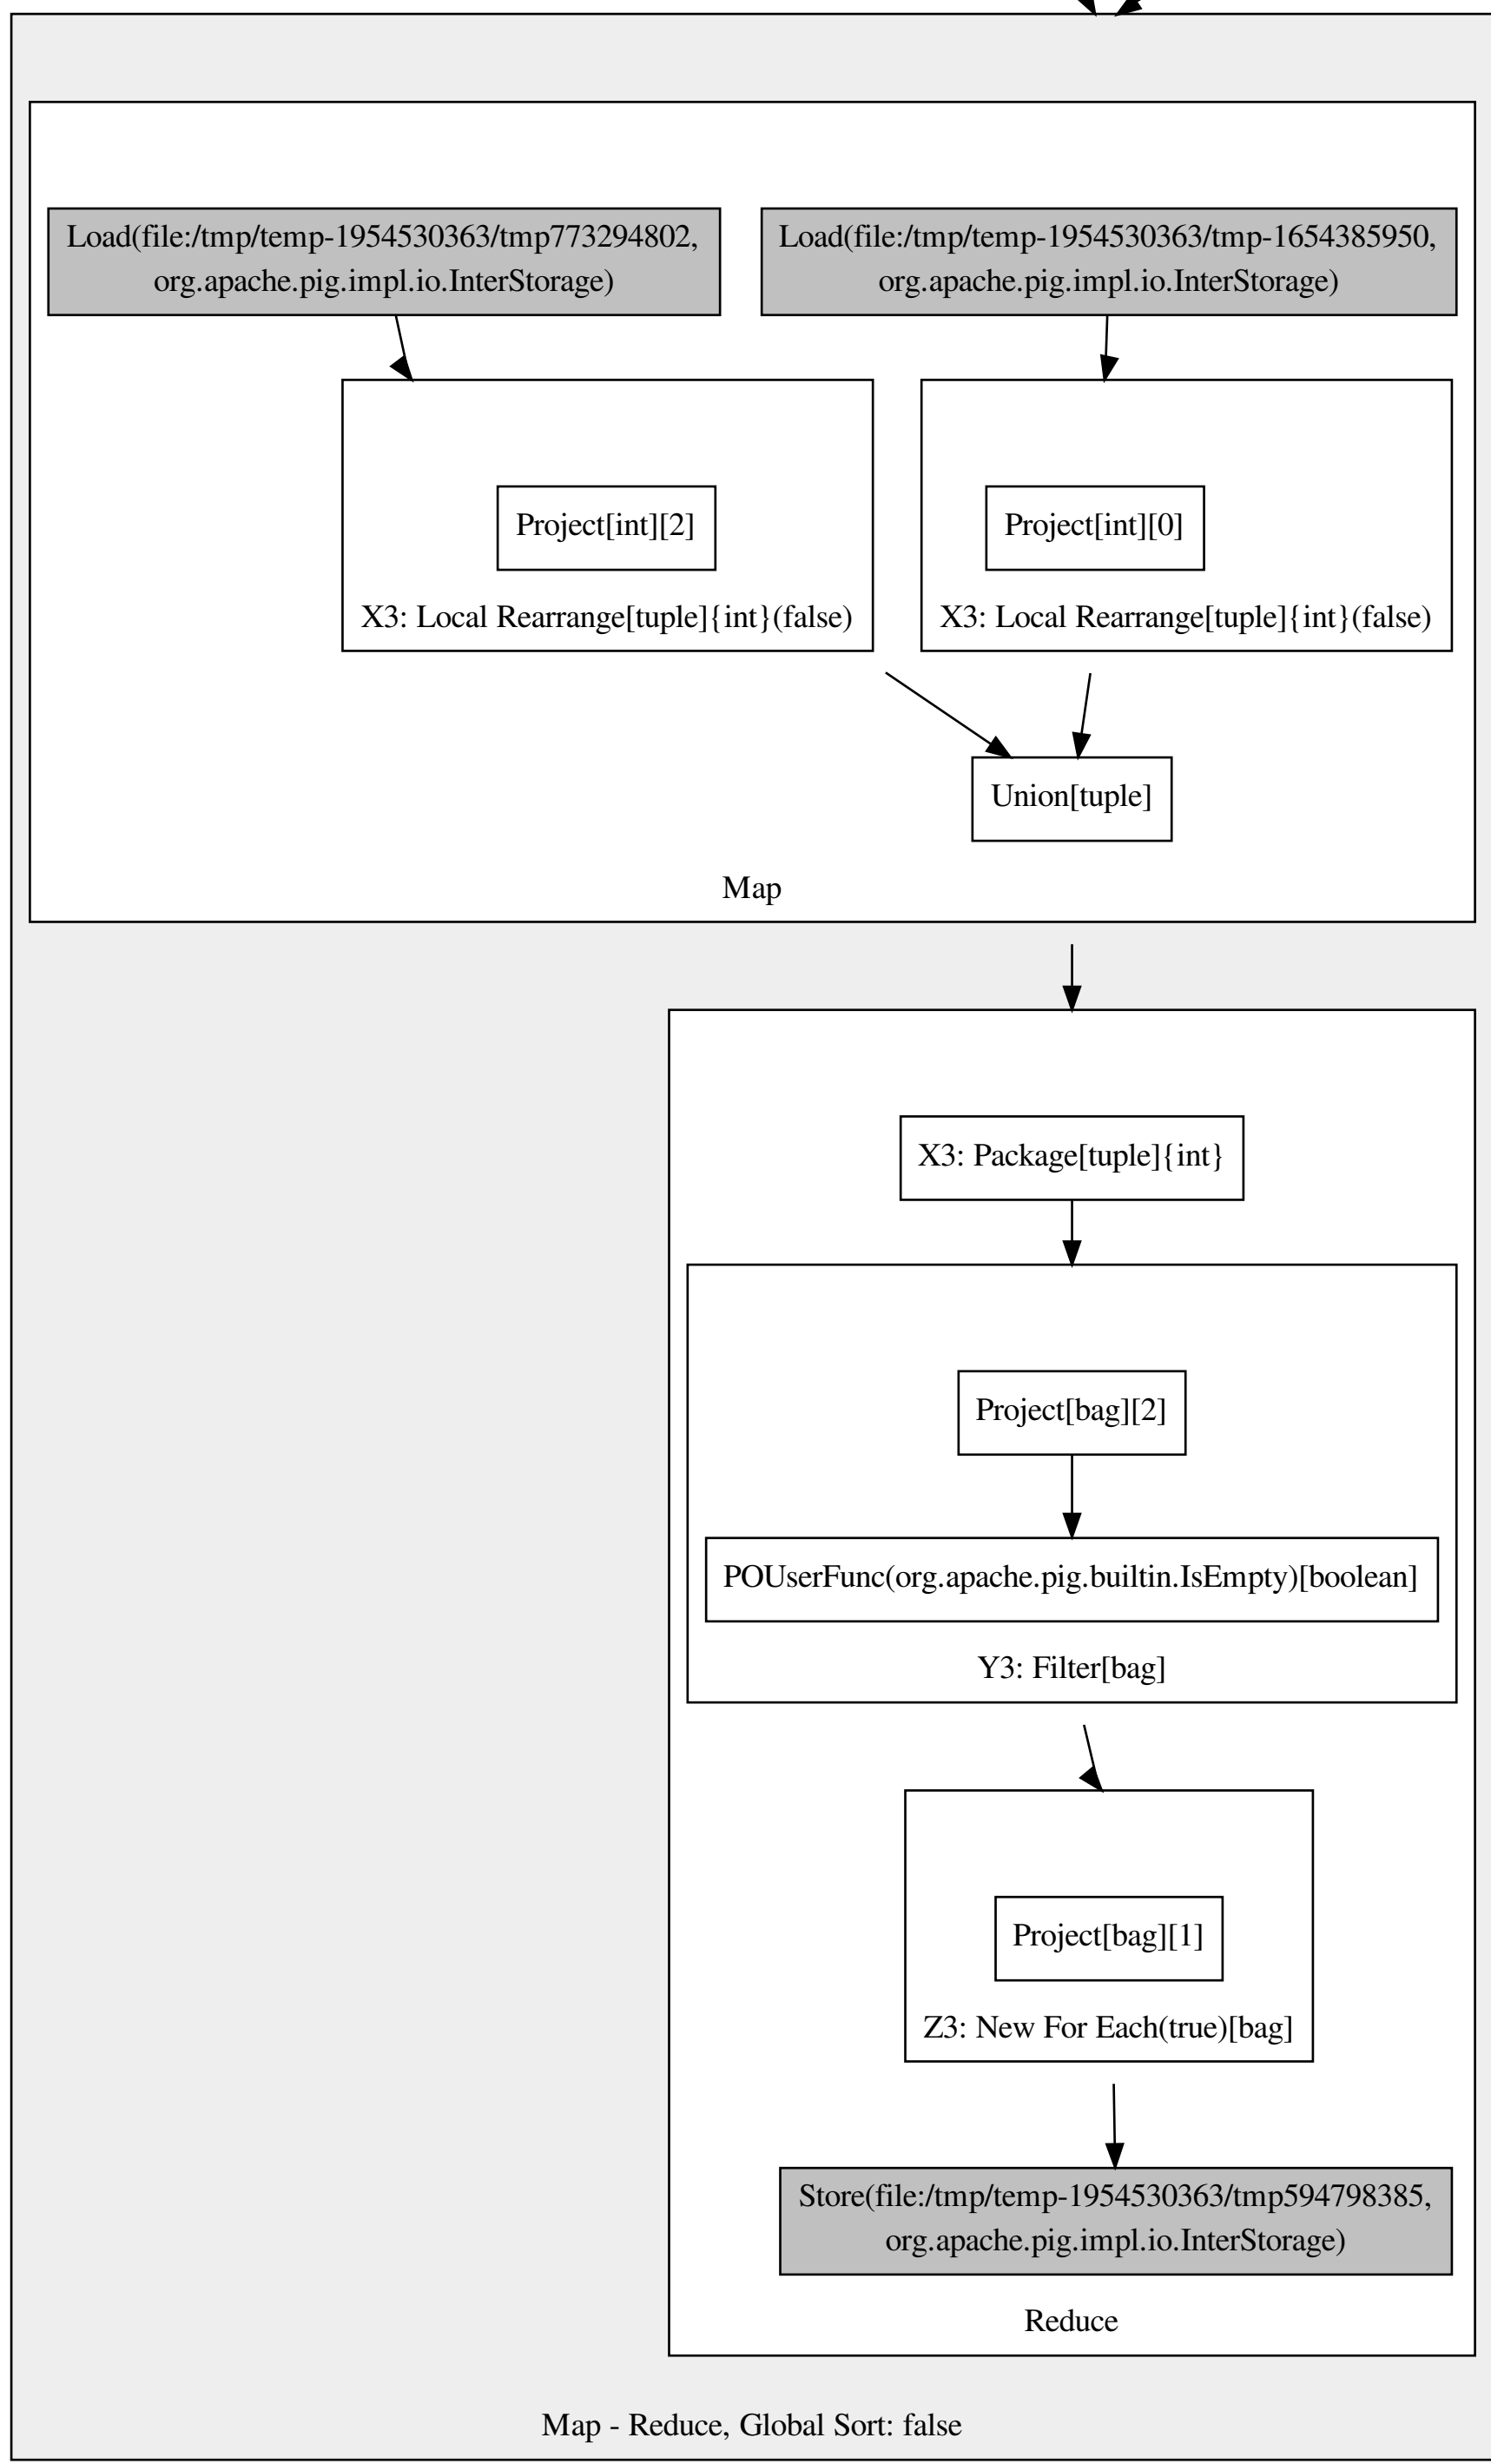 Load(file:/tmp/temp-1954530363/tmp773294802,
org.apache.pig.impl.io.InterStorage)
Load(file:/tmp/temp-1954530363/tmp-1654385950,
org.apache.pig.impl.io.InterStorage)
Project[int][2]
X3: Local Rearrange[tuple]{int}(false)
Project[int][0]
X3: Local Rearrange[tuple]{int}(false)
Union[tuple]
Map
X3: Package[tuple]{int}
Project[bag][2]
POUserFunc(org.apache.pig.builtin.IsEmpty)[boolean]
Y3: Filter[bag]
Project[bag][1]
Z3: New For Each(true)[bag]
Store(file:/tmp/temp-1954530363/tmp594798385,
org.apache.pig.impl.io.InterStorage)
Reduce
Map - Reduce, Global Sort: false